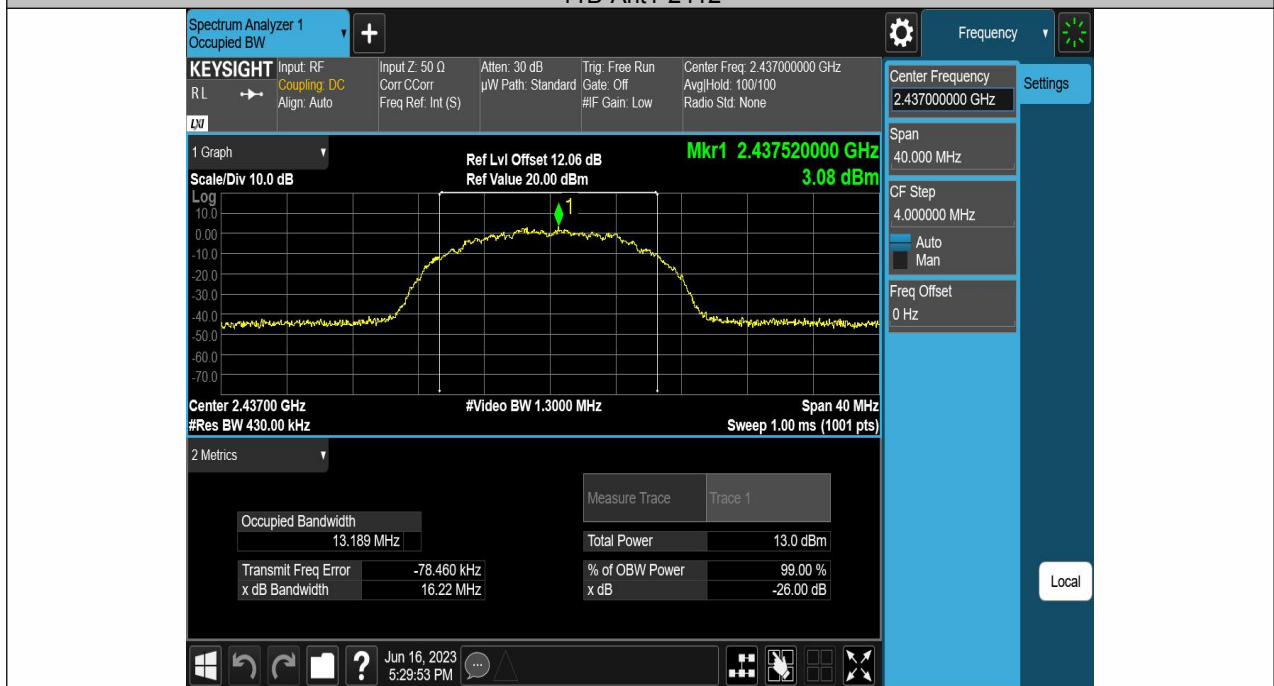 Spectrum Analyzer 1
Occupied BW
+
Frequency
KEYSIGHT
R L
LXI
Input: RF
Coupling: DC
Align: Auto
Input Z: 50 Ω
Corr CCorr
Freq Ref: Int (S)
Atten: 30 dB
µW Path: Standard
Trig: Free Run
Gate: Off
#IF Gain: Low
Center Freq: 2.437000000 GHz
Avg|Hold: 100/100
Radio Std: None
Center Frequency
2.437000000 GHz
Settings
Span
40.000 MHz
CF Step
4.000000 MHz
Auto
Man
Freq Offset
0 Hz
Local
1 Graph
Scale/Div 10.0 dB
Ref Lvl Offset 12.06 dB
Ref Value 20.00 dBm
Mkr1 2.437520000 GHz
3.08 dBm
Log
10.0
0.00
-10.0
-20.0
-30.0
-40.0
-50.0
-60.0
-70.0
1
Center 2.43700 GHz
#Res BW 430.00 kHz
#Video BW 1.3000 MHz
Span 40 MHz
Sweep 1.00 ms (1001 pts)
2 Metrics
Measure Trace Trace 1
Occupied Bandwidth
13.189 MHz
Total Power 13.0 dBm
Transmit Freq Error -78.460 kHz
% of OBW Power 99.00 %
x dB Bandwidth 16.22 MHz
x dB -26.00 dB
?
Jun 16, 2023
5:29:53 PM